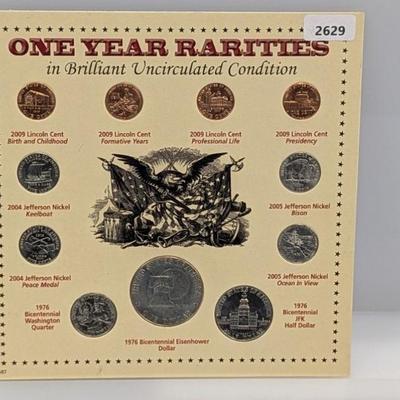 2629
ONE YEAR RARITIES
in Brilliant Uncirculated Condition
2009 Lincoln Cent
Birth and Childhood
2009 Lincoln Cent
Formative Years
2009 Lincoln Cent
Professional Life
2009 Lincoln Cent
Presidency
2004 Jefferson Nickel
Keelboat
2005 Jefferson Nickel
Bison
2004 Jefferson Nickel
Peace Medal
2005 Jefferson Nickel
Ocean In View
1976
Bicentennial
Washington
Quarter
1976 Bicentennial Eisenhower
Dollar
1976
Bicentennial
JFK
Half Dollar